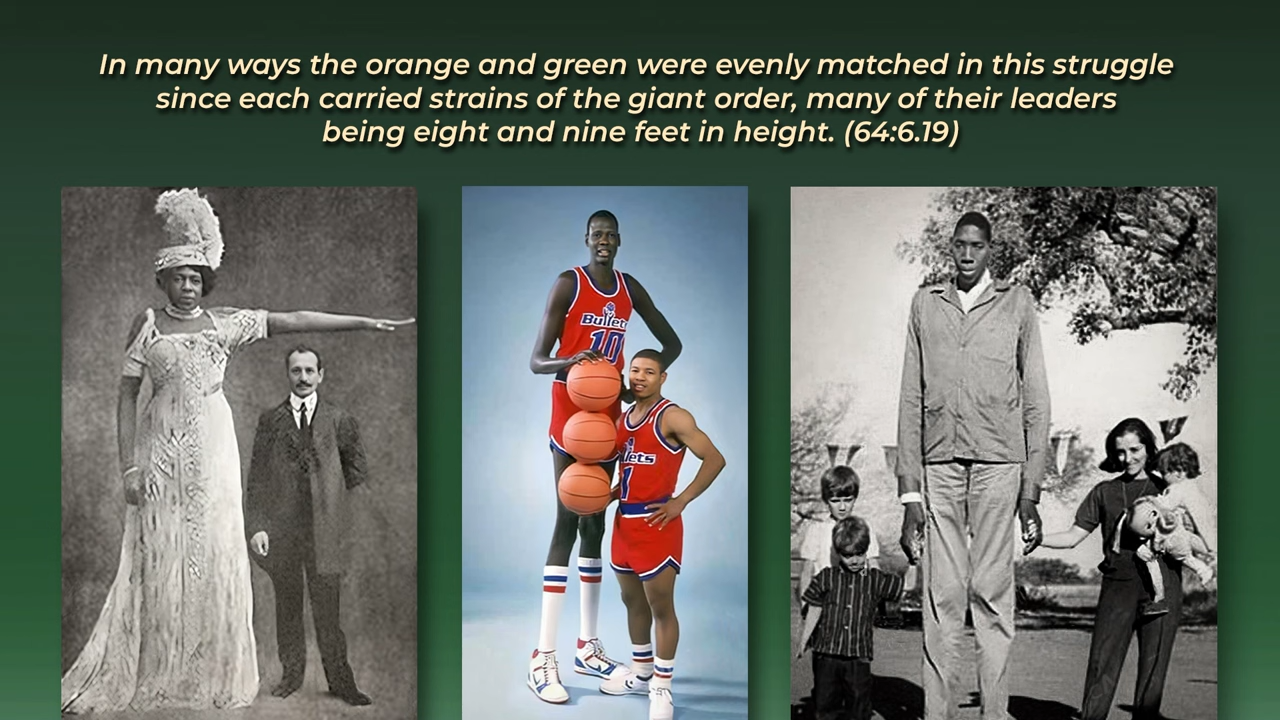 In many ways the orange and green were evenly matched in this struggle
since each carried strains of the giant order, many of their leaders
being eight and nine feet in height. (64:6.19)
Bullets
10
lets
1